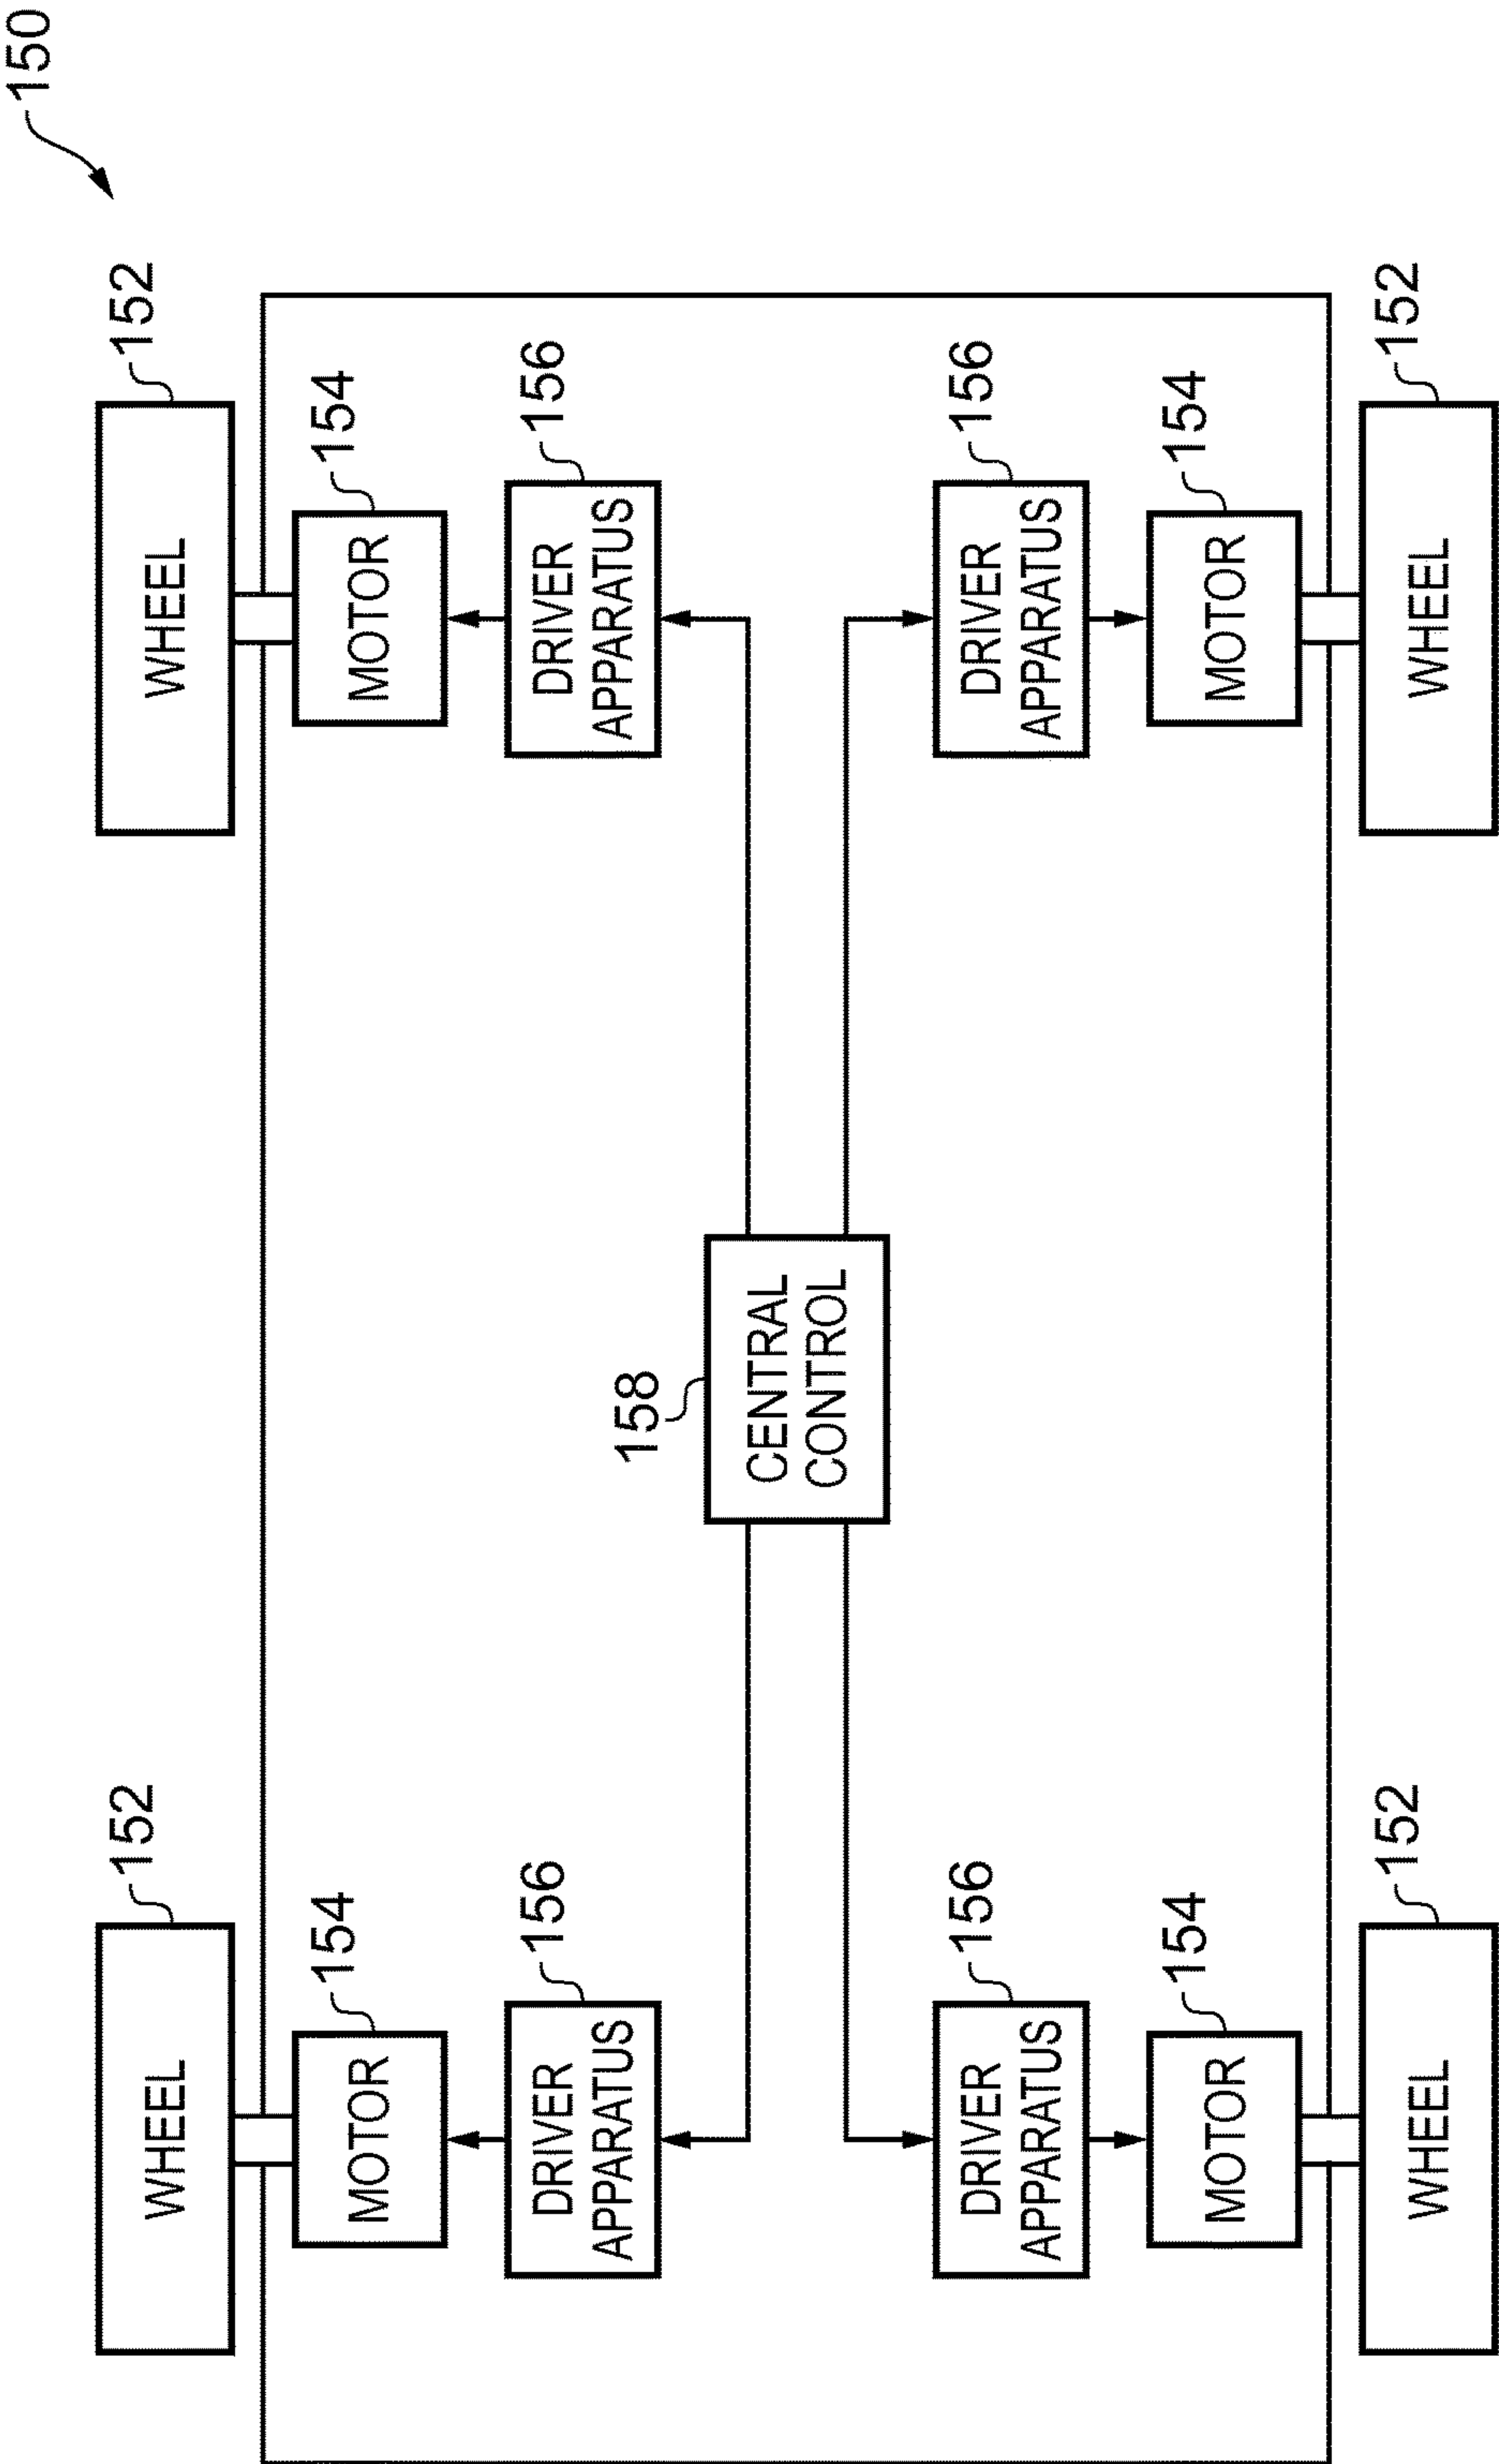 150
152
WHEEL
154
MOTOR
156
DRIVER
APPARATUS
152
WHEEL
154
MOTOR
156
DRIVER
APPARATUS
158
CENTRAL
CONTROL
156
DRIVER
APPARATUS
154
MOTOR
152
WHEEL
156
DRIVER
APPARATUS
154
MOTOR
152
WHEEL